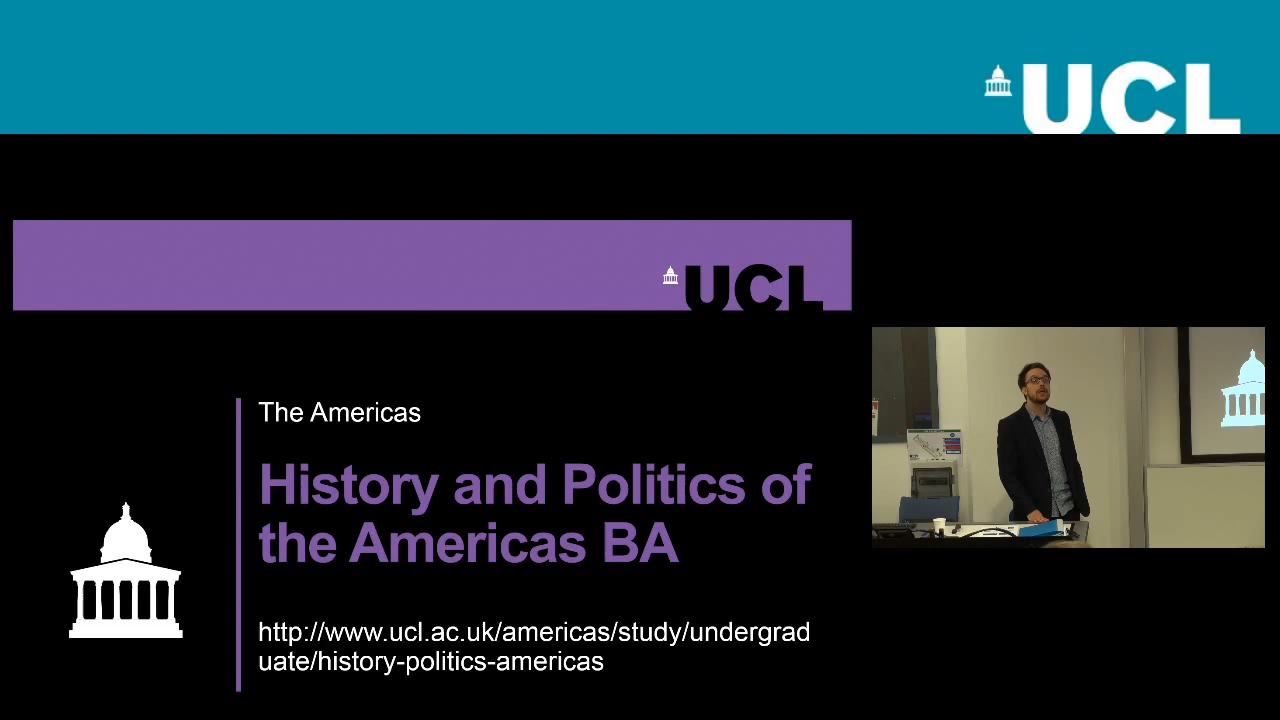 UCL
UCL
The Americas
History and Politics of
the Americas BA
http://www.ucl.ac.uk/americas/study/undergrad
uate/history-politics-americas